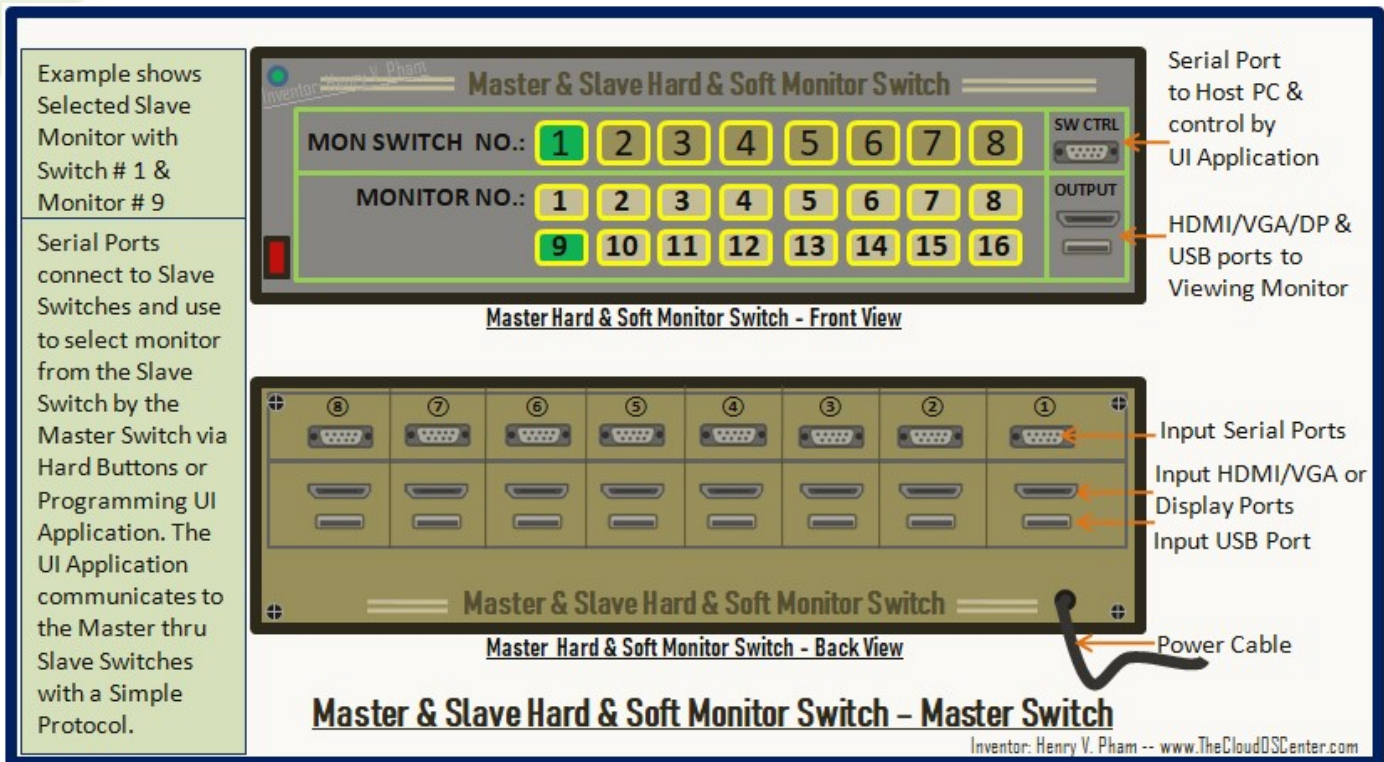 Example shows
Selected Slave
Monitor with
Switch # 1 &
Monitor # 9
Serial Ports
connect to Slave
Switches and use
to select monitor
from the Slave
Switch by the
Master Switch via
Hard Buttons or
Programming UI
Application. The
UI Application
communicates to
the Master thru
Slave Switches
with a Simple
Protocol.
Inventor: Henry V. Pham
Master & Slave Hard & Soft Monitor Switch
MON SWITCH NO.: 1 2 3 4 5 6 7 8
SW CTRL
MONITOR NO.: 1 2 3 4 5 6 7 8
9 10 11 12 13 14 15 16
OUTPUT
Serial Port
to Host PC &
control by
UI Application
HDMI/VGA/DP &
USB ports to
Viewing Monitor
Master Hard & Soft Monitor Switch - Front View
⑧ ⑦ ⑥ ⑤ ④ ③ ② ①
Input Serial Ports
Input HDMI/VGA or
Display Ports
Input USB Port
Master & Slave Hard & Soft Monitor Switch
Power Cable
Master Hard & Soft Monitor Switch - Back View
Master & Slave Hard & Soft Monitor Switch – Master Switch
Inventor: Henry V. Pham -- www.TheCloudOSCenter.com